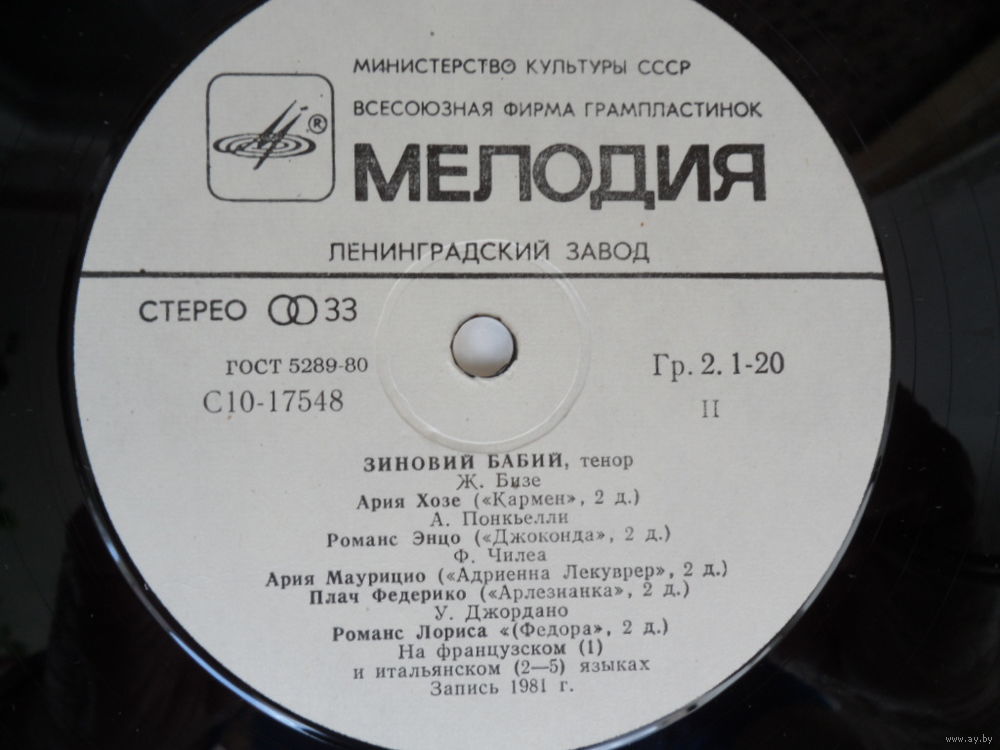 МИНИСТЕРСТВО КУЛЬТУРЫ СССР
ВСЕСОЮЗНАЯ ФИРМА ГРАМПЛАСТИНОК
®
МЕЛОДИЯ
ЛЕНИНГРАДСКИЙ ЗАВОД
СТЕРЕО 33
ГОСТ 5289-80
Гр. 2. 1-20
С10-17548
II
ЗИНОВИЙ БАБИЙ, тенор
Ж. Бизе
Ария Хозе («Кармен», 2 д.)
А. Понкьелли
Романс Энцо («Джоконда», 2 д.)
Ф. Чилеа
Ария Маурицио («Адриенна Лекуврер», 2 д.)
Плач Федерико («Арлезианка», 2 д.)
У. Джордано
Романс Лориса «(Федора», 2 д.)
На французском (1)
и итальянском (2—5) языках
Запись 1981 г.
www.ay.by